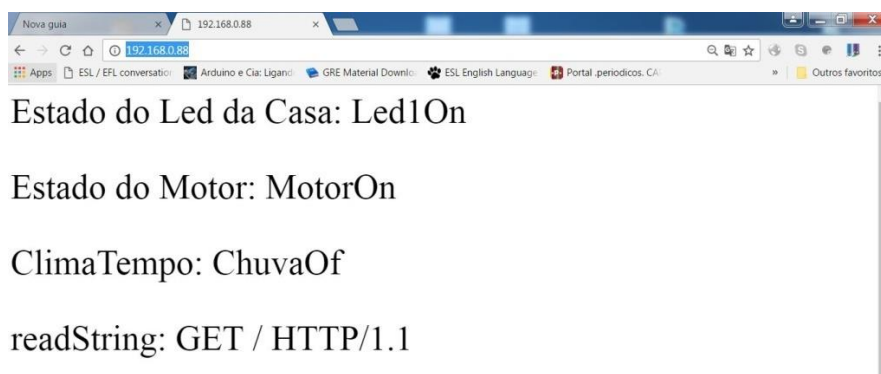 Nova guia
192.168.0.88
192.168.0.88
Apps ESL / EFL conversation Arduino e Cia: Ligand GRE Material Downlo ESL English Language Portal .periodicos. CA » Outros favoritos
Estado do Led da Casa: Led1On
Estado do Motor: MotorOn
ClimaTempo: ChuvaOf
readString: GET / HTTP/1.1